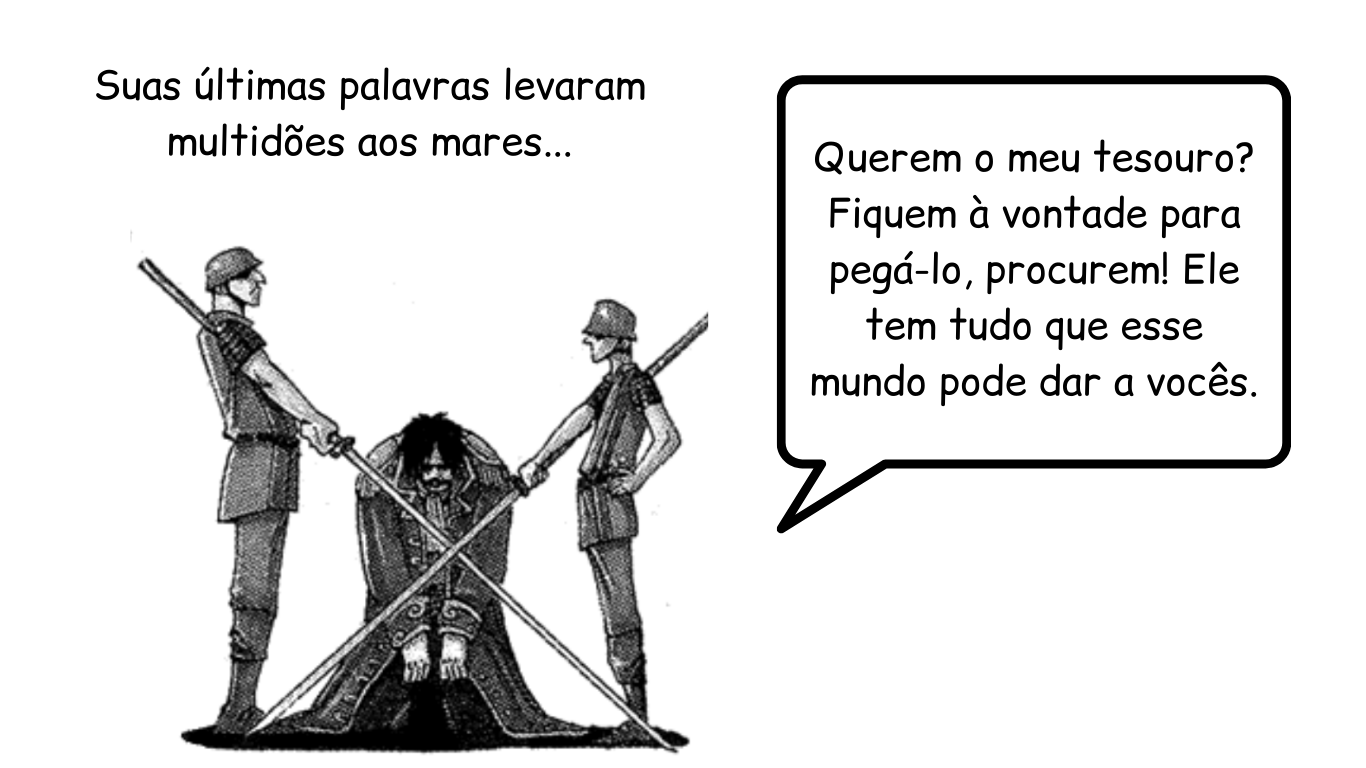 Suas últimas palavras levaram
multidões aos mares...
Querem o meu tesouro?
Fiquem à vontade para
pegá-lo, procurem! Ele
tem tudo que esse
mundo pode dar a vocês.